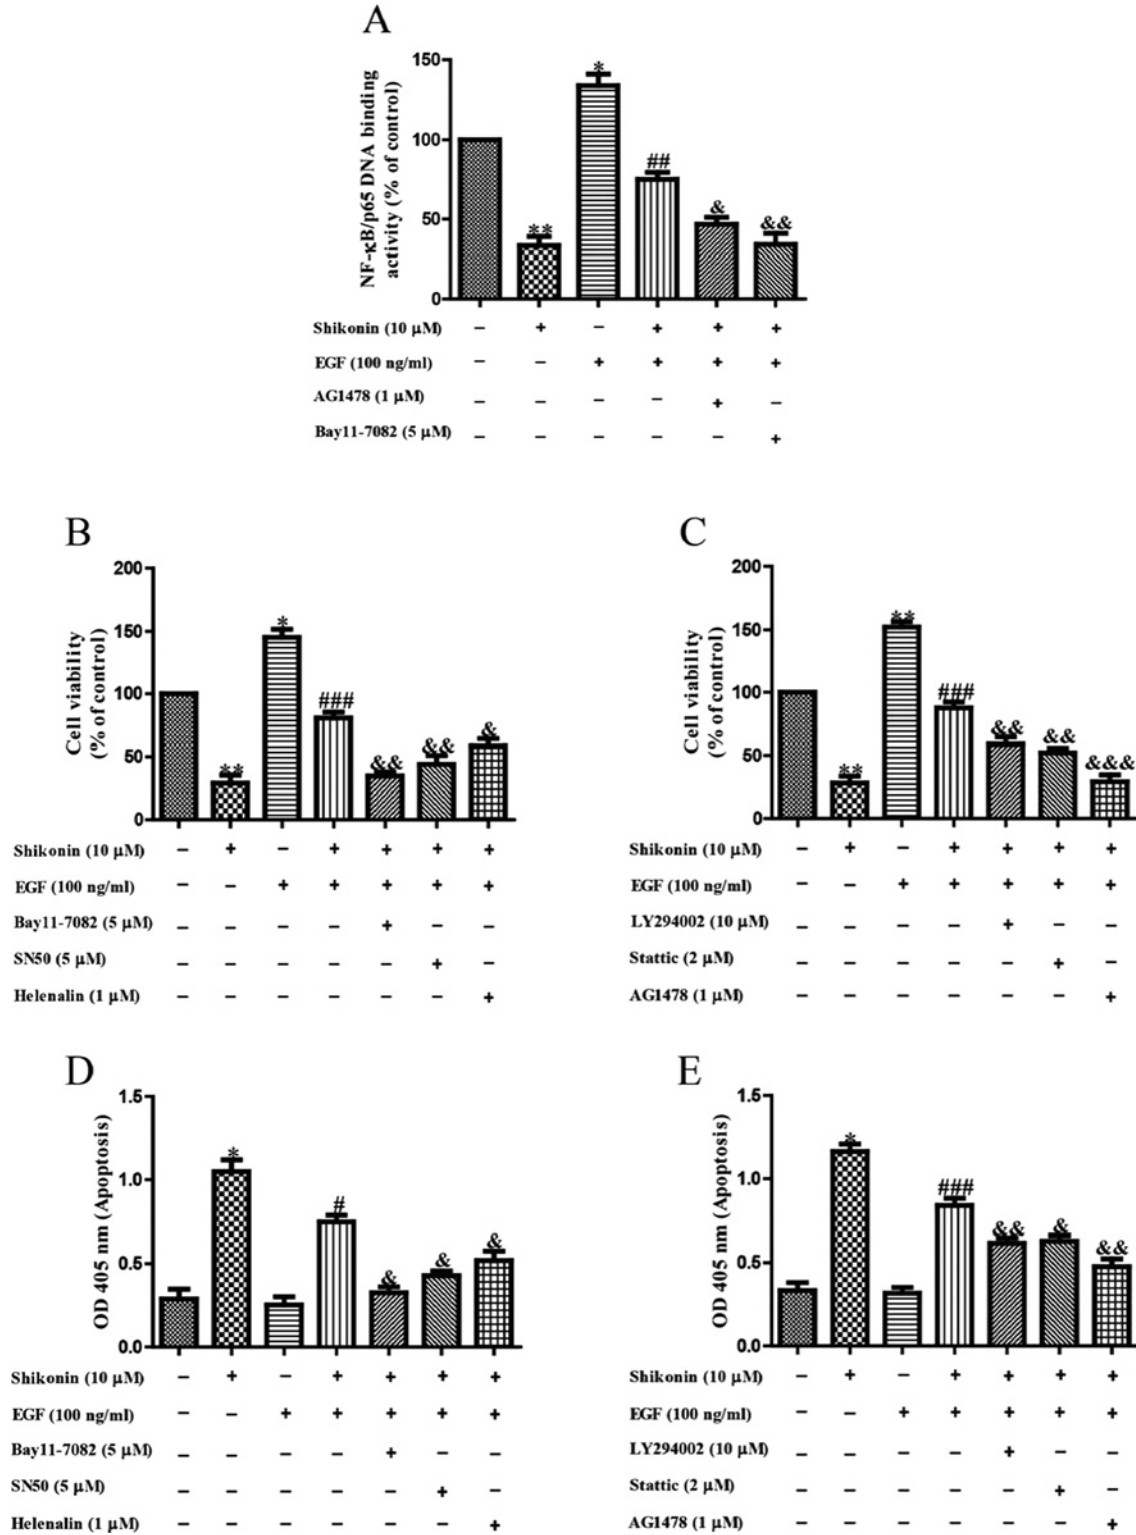 A
NF-κB/p65 DNA binding
activity (% of control)
150
100
50
0
*
**
##
&
&&
Shikonin (10 μM) – + – + + +
EGF (100 ng/ml) – – + + + +
AG1478 (1 μM) – – – – + –
Bay11-7082 (5 μM) – – – – – +
B
Cell viability
(% of control)
200
150
100
50
0
**
*
###
&&
&&
&
Shikonin (10 μM) – + – + + + +
EGF (100 ng/ml) – – + + + + +
Bay11-7082 (5 μM) – – – – + – –
SN50 (5 μM) – – – – – + –
Helenalin (1 μM) – – – – – – +
C
Cell viability
(% of control)
200
150
100
50
0
**
**
###
&&
&&
&&&
Shikonin (10 μM) – + – + + + +
EGF (100 ng/ml) – – + + + + +
LY294002 (10 μM) – – – – + – –
Stattic (2 μM) – – – – – + –
AG1478 (1 μM) – – – – – – +
D
OD 405 nm (Apoptosis)
1.5
1.0
0.5
0.0
*
#
&
&
&
Shikonin (10 μM) – + – + + + +
EGF (100 ng/ml) – – + + + + +
Bay11-7082 (5 μM) – – – – + – –
SN50 (5 μM) – – – – – + –
Helenalin (1 μM) – – – – – – +
E
OD 405 nm (Apoptosis)
1.5
1.0
0.5
0.0
*
###
&&
&
&&
Shikonin (10 μM) – + – + + + +
EGF (100 ng/ml) – – + + + + +
LY294002 (10 μM) – – – – + – –
Stattic (2 μM) – – – – – + –
AG1478 (1 μM) – – – – – – +